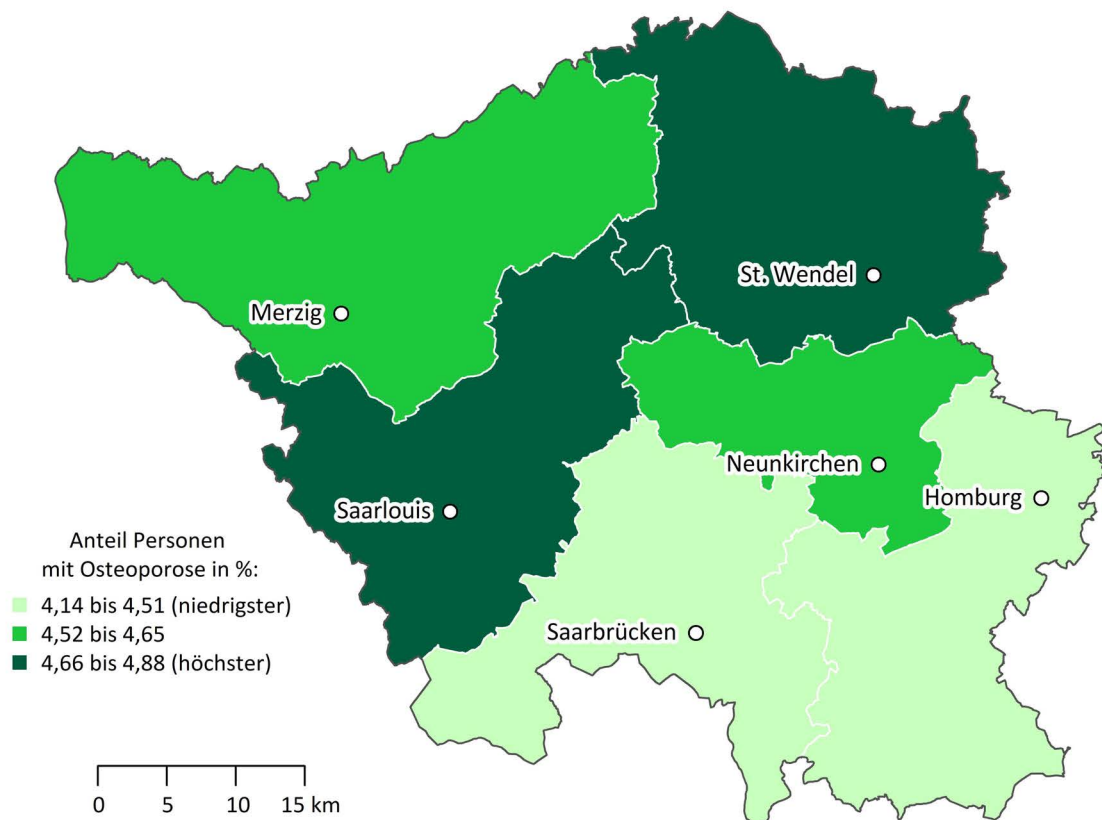 St. Wendel
Merzig
Neunkirchen
Homburg
Saarlouis
Saarbrücken
Anteil Personen
mit Osteoporose in %:
4,14 bis 4,51 (niedrigster)
4,52 bis 4,65
4,66 bis 4,88 (höchster)
0 5 10 15 km